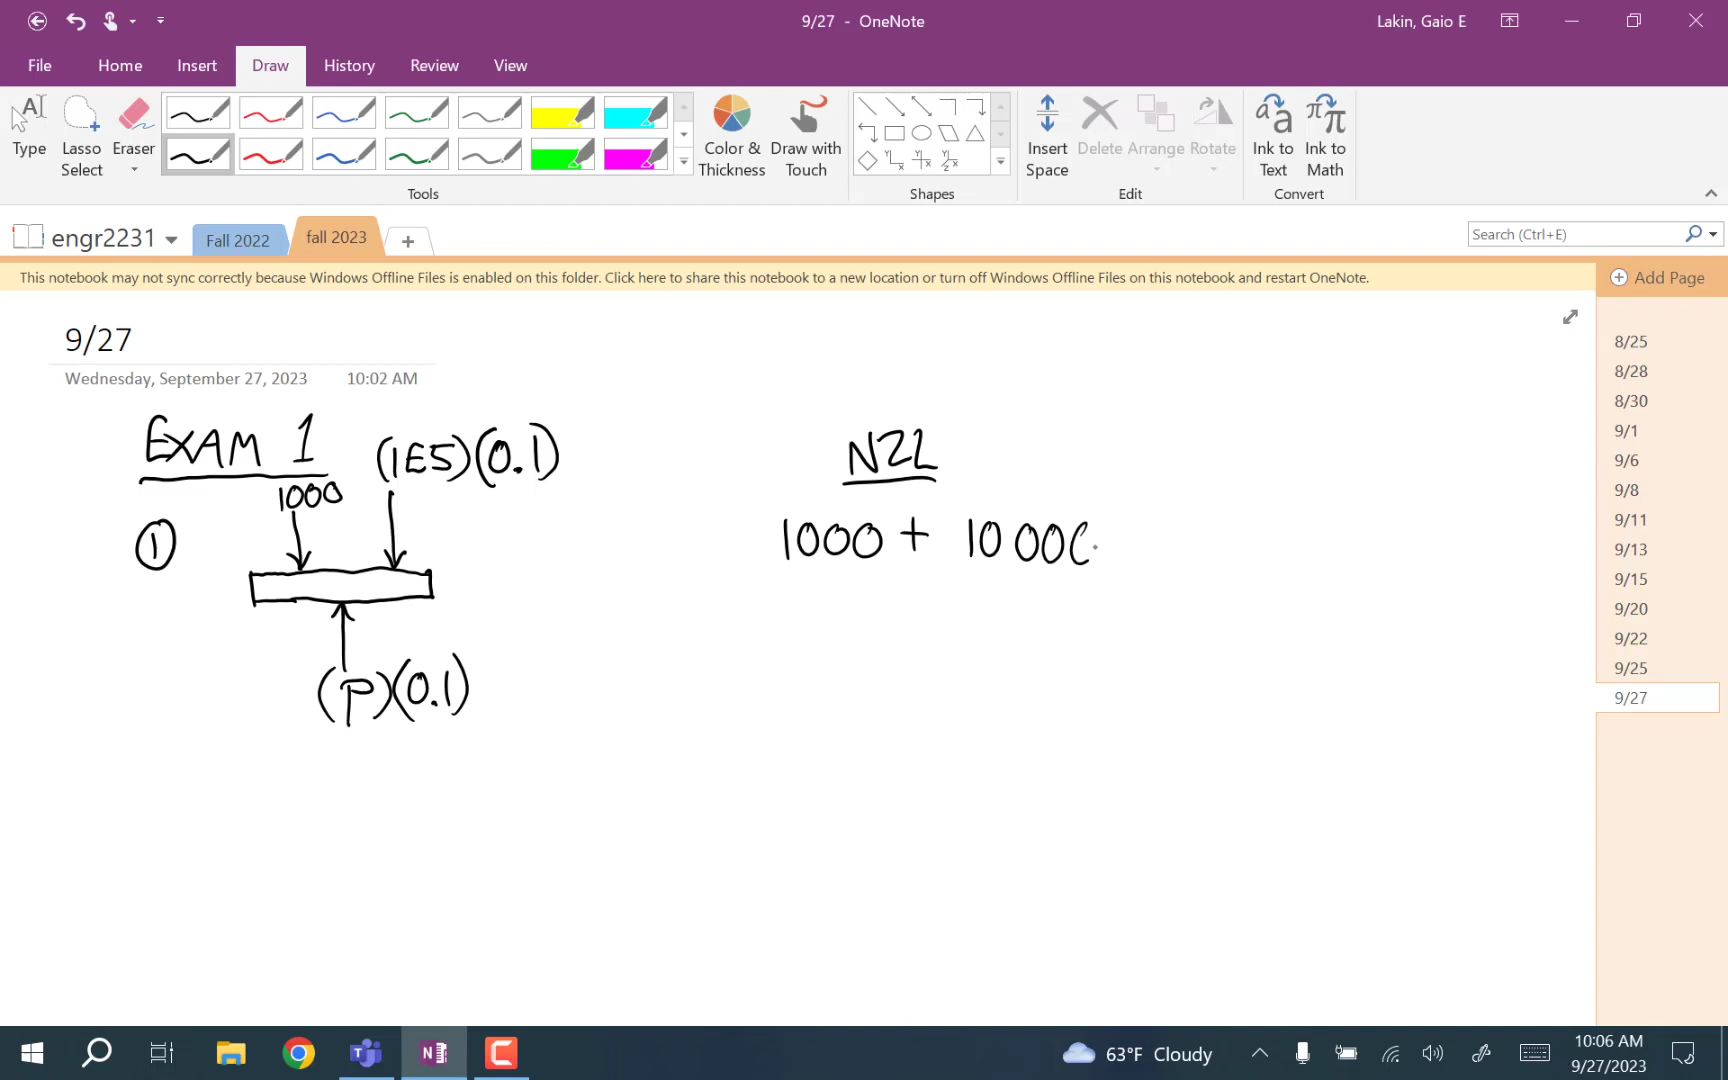 9/27 - OneNote
Lakin, Gaio E
File Home Insert Draw History Review View
Type
Lasso Select
Eraser
Color & Thickness
Draw with Touch
Insert Space
Delete
Arrange
Rotate
Ink to Text
Ink to Math
Tools
Shapes
Edit
Convert
engr2231
Fall 2022
fall 2023
Search (Ctrl+E)
This notebook may not sync correctly because Windows Offline Files is enabled on this folder. Click here to share this notebook to a new location or turn off Windows Offline Files on this notebook and restart OneNote.
Add Page
9/27
Wednesday, September 27, 2023 10:02 AM
EXAM 1
(1E5)(0.1)
1000
1
(P)(0.1)
N2L
1000 + 10000
8/25
8/28
8/30
9/1
9/6
9/8
9/11
9/13
9/15
9/20
9/22
9/25
9/27
63°F Cloudy
10:06 AM
9/27/2023